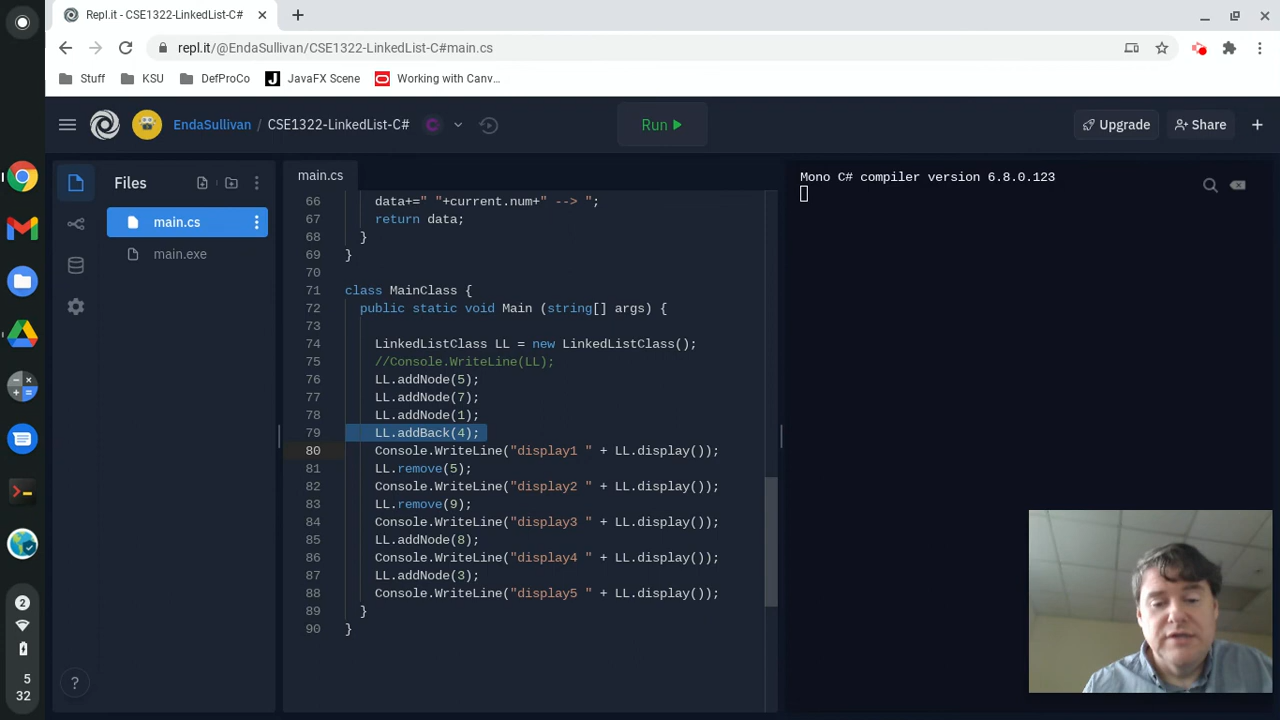 Repl.it - CSE1322-LinkedList-C#
repl.it/@EndaSullivan/CSE1322-LinkedList-C#main.cs
Stuff KSU DefProCo JavaFX Scene Working with Canv...
EndaSullivan / CSE1322-LinkedList-C# Run Upgrade Share
Files
main.cs
main.exe
main.cs
66 data+=" "+current.num+" --> ";
67 return data;
68 }
69 }
70
71 class MainClass {
72 public static void Main (string[] args) {
73
74 LinkedListClass LL = new LinkedListClass();
75 //Console.WriteLine(LL);
76 LL.addNode(5);
77 LL.addNode(7);
78 LL.addNode(1);
79 LL.addBack(4);
80 Console.WriteLine("display1 " + LL.display());
81 LL.remove(5);
82 Console.WriteLine("display2 " + LL.display());
83 LL.remove(9);
84 Console.WriteLine("display3 " + LL.display());
85 LL.addNode(8);
86 Console.WriteLine("display4 " + LL.display());
87 LL.addNode(3);
88 Console.WriteLine("display5 " + LL.display());
89 }
90 }
Mono C# compiler version 6.8.0.123
2
5
32
?